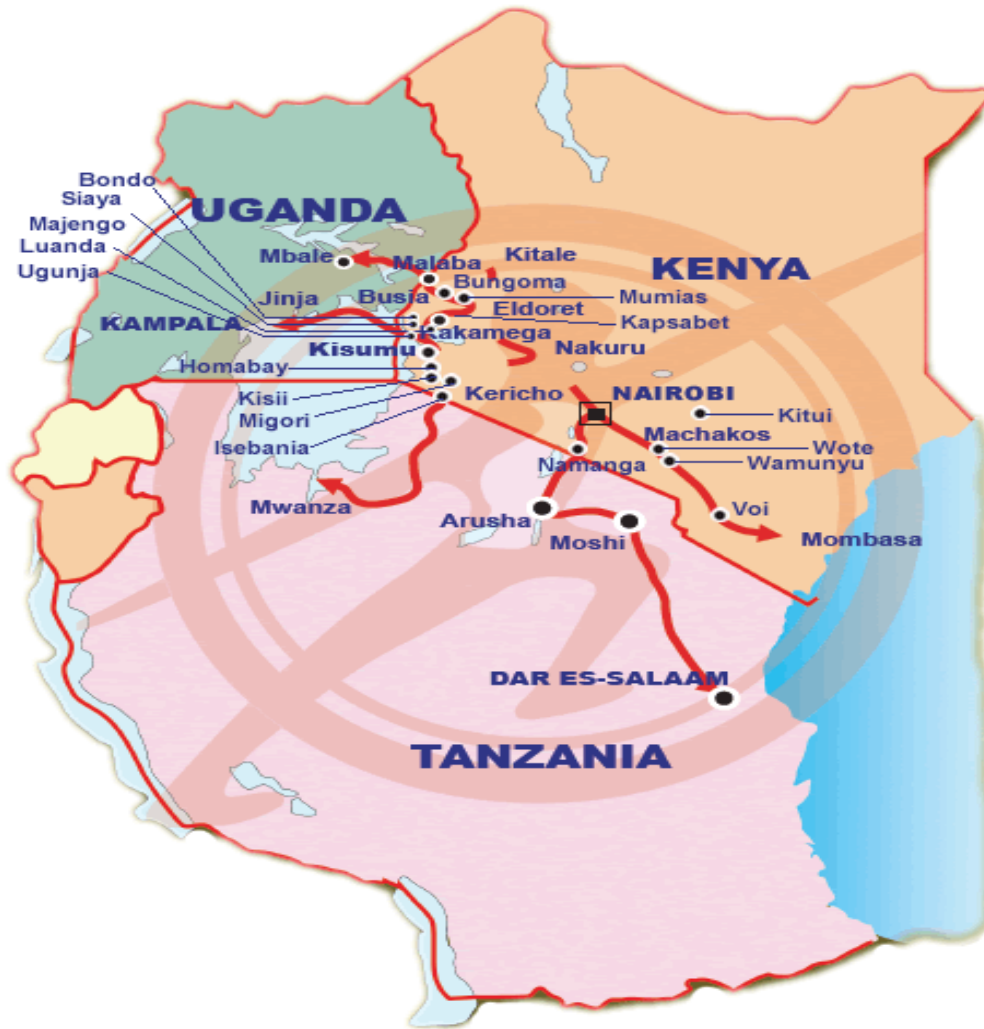 Bondo
Siaya
Majengo
Luanda
Ugunja
UGANDA
Mbale
Malaba
Kitale
KENYA
Jinja
Busia
Bungoma
Mumias
Eldoret
KAMPALA
Kakamega
Kapsabet
Kisumu
Nakuru
Homabay
Kisii
Kericho
NAIROBI
Migori
Kitui
Isebania
Machakos
Wote
Namanga
Wamunyu
Mwanza
Arusha
Voi
Moshi
Mombasa
DAR ES-SALAAM
TANZANIA